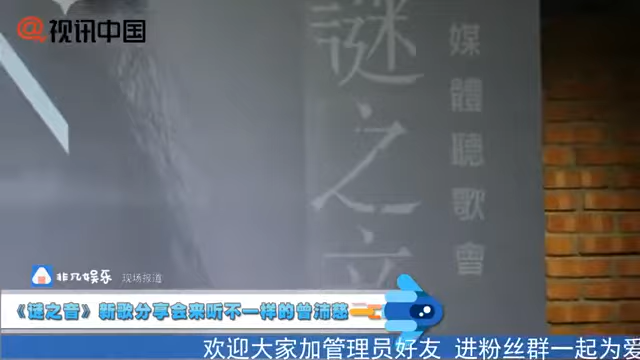 @视讯中国
謎之音
媒體聽歌會
非凡娱乐 现场报道
《谜之音》新歌分享会来听不一样的曾沛慈
欢迎大家加管理员好友 进粉丝群一起为爱